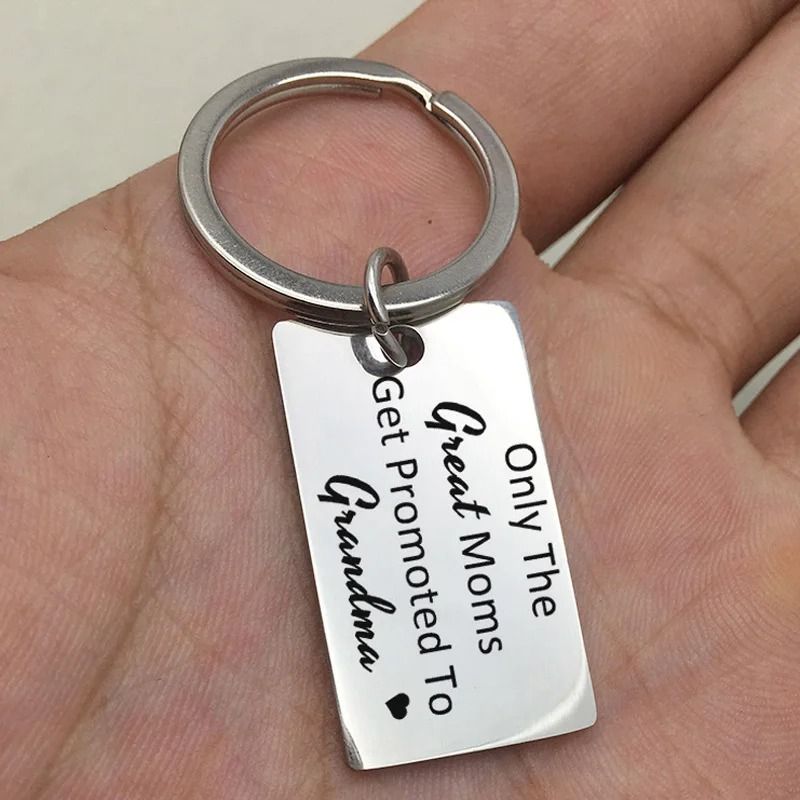 Only The
Great Moms
Get Promoted To
Grandma ♥